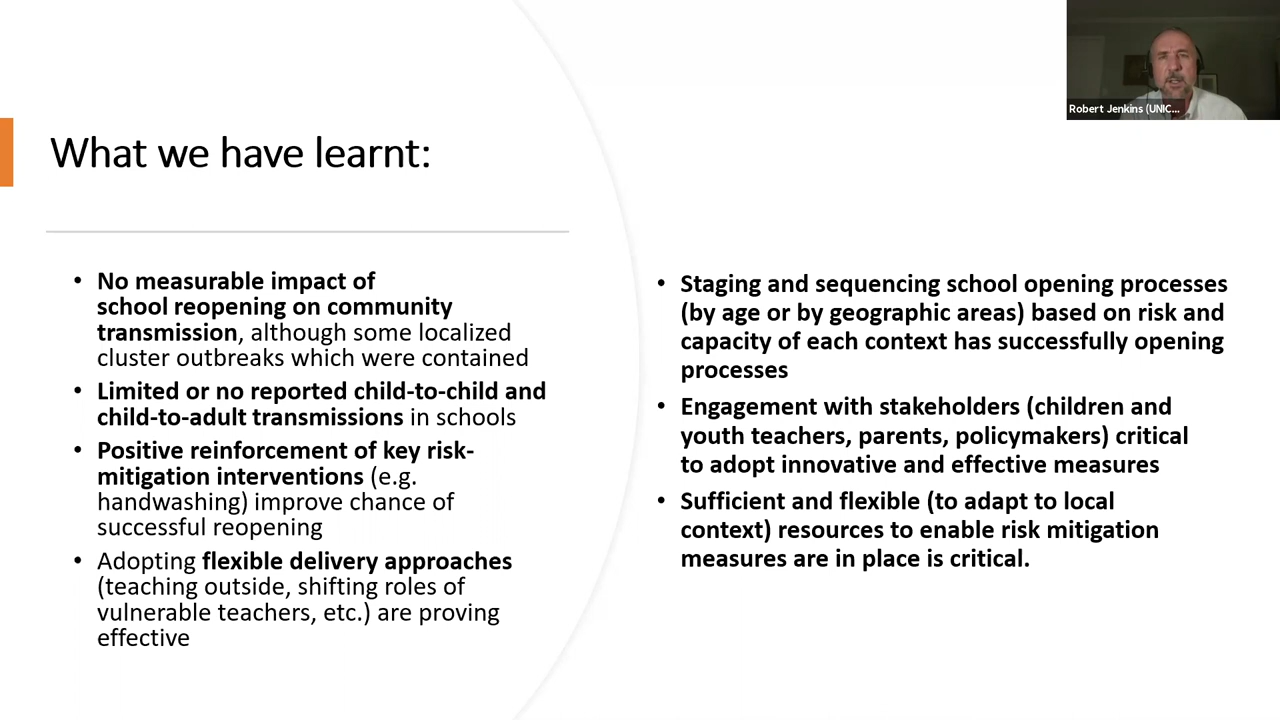 Robert Jenkins (UNIC...
What we have learnt:
• No measurable impact of
school reopening on community
transmission, although some localized
cluster outbreaks which were contained
• Limited or no reported child-to-child and
child-to-adult transmissions in schools
• Positive reinforcement of key risk-
mitigation interventions (e.g.
handwashing) improve chance of
successful reopening
• Adopting flexible delivery approaches
(teaching outside, shifting roles of
vulnerable teachers, etc.) are proving
effective
• Staging and sequencing school opening processes
(by age or by geographic areas) based on risk and
capacity of each context has successfully opening
processes
• Engagement with stakeholders (children and
youth teachers, parents, policymakers) critical
to adopt innovative and effective measures
• Sufficient and flexible (to adapt to local
context) resources to enable risk mitigation
measures are in place is critical.